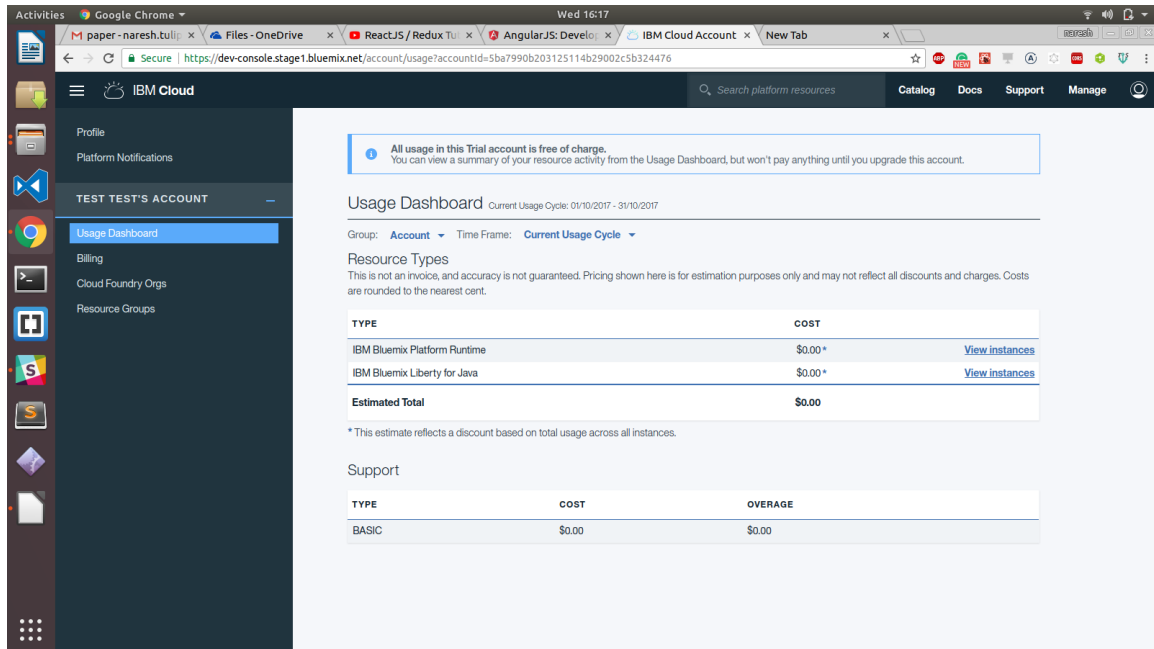 Activities Google Chrome Wed 16:17
paper - naresh.tulip Files - OneDrive ReactJS / Redux Tut AngularJS: Develop IBM Cloud Account New Tab naresh
Secure https://dev-console.stage1.bluemix.net/account/usage?accountId=5ba7990b203125114b29002c5b324476
ABP NEW
IBM Cloud Search platform resources Catalog Docs Support Manage
Profile
Platform Notifications
TEST TEST'S ACCOUNT
Usage Dashboard
Billing
Cloud Foundry Orgs
Resource Groups
All usage in this Trial account is free of charge.
You can view a summary of your resource activity from the Usage Dashboard, but won't pay anything until you upgrade this account.
Usage Dashboard Current Usage Cycle: 01/10/2017 - 31/10/2017
Group: Account Time Frame: Current Usage Cycle
Resource Types
This is not an invoice, and accuracy is not guaranteed. Pricing shown here is for estimation purposes only and may not reflect all discounts and charges. Costs
are rounded to the nearest cent.
TYPE COST
IBM Bluemix Platform Runtime $0.00* View instances
IBM Bluemix Liberty for Java $0.00* View instances
Estimated Total $0.00
* This estimate reflects a discount based on total usage across all instances.
Support
TYPE COST OVERAGE
BASIC $0.00 $0.00